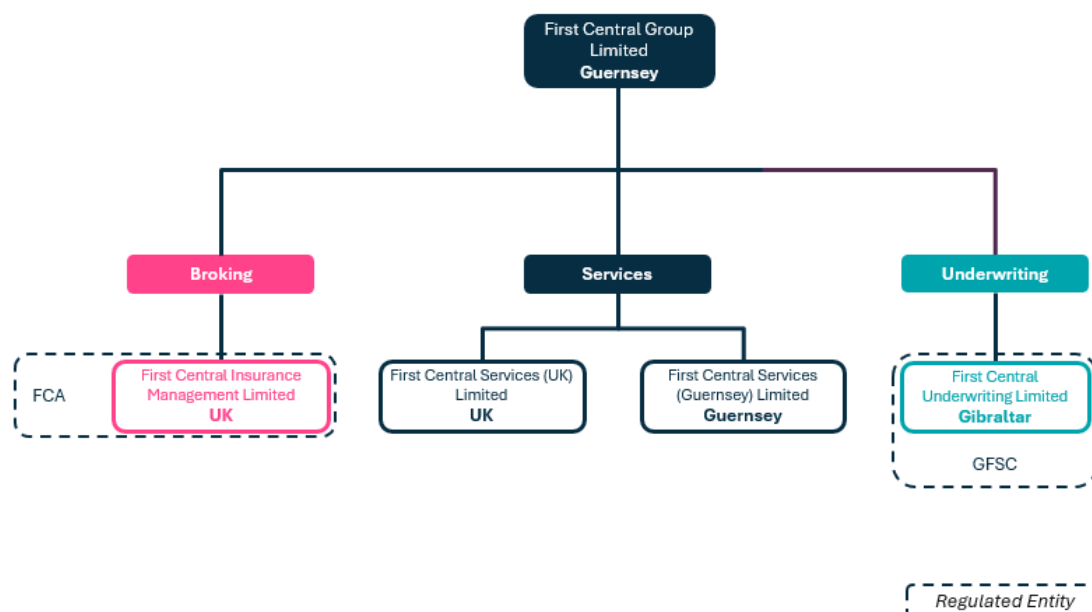 First Central Group
Limited
Guernsey
Broking
Services
Underwriting
FCA
First Central Insurance
Management Limited
UK
First Central Services (UK)
Limited
UK
First Central Services
(Guernsey) Limited
Guernsey
First Central
Underwriting Limited
Gibraltar
GFSC
Regulated Entity